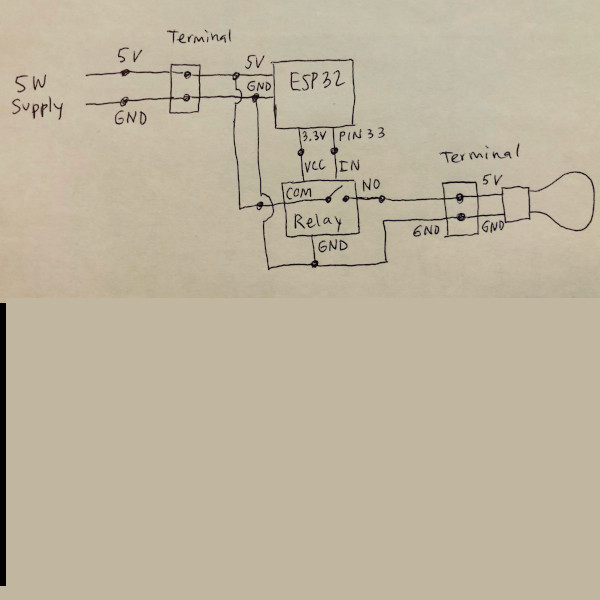 Terminal
5V
5W
Supply
GND
5V
GND
ESP32
3.3V
PIN 33
VCC
IN
COM
NO
Relay
GND
Terminal
5V
GND
GND